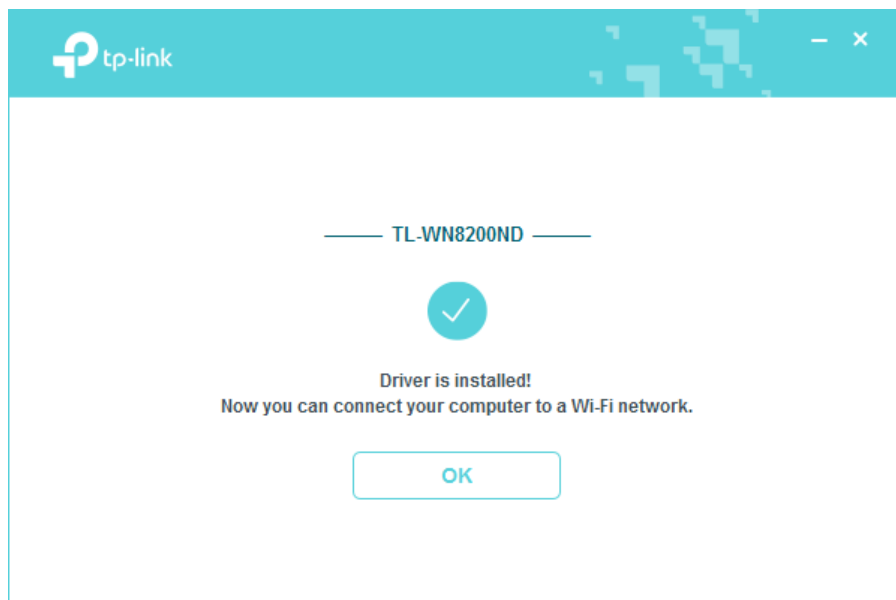 tp-link
TL-WN8200ND
Driver is installed!
Now you can connect your computer to a Wi-Fi network.
OK